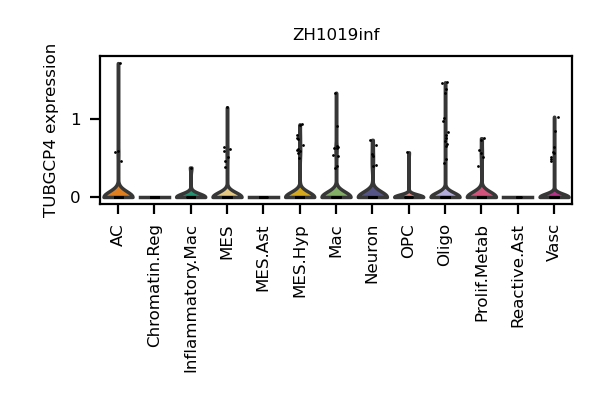 ZH1019inf
TUBGCP4 expression
1
0
AC
Chromatin.Reg
Inflammatory.Mac
MES
MES.Ast
MES.Hyp
Mac
Neuron
OPC
Oligo
Prolif.Metab
Reactive.Ast
Vasc